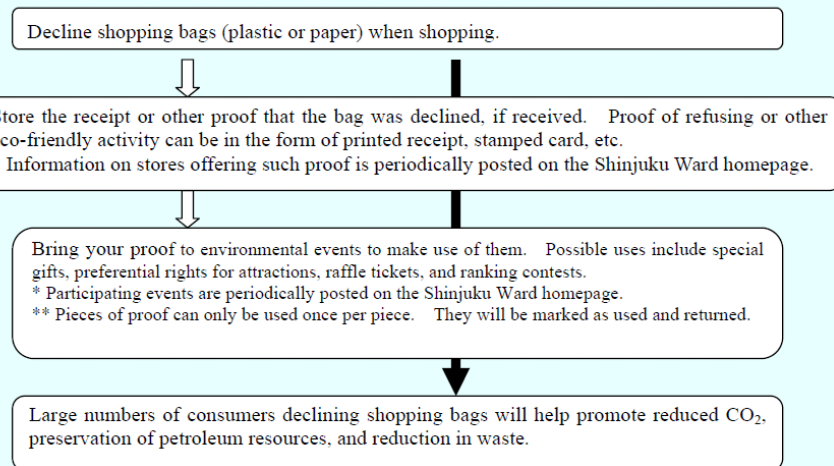 Decline shopping bags (plastic or paper) when shopping.
tore the receipt or other proof that the bag was declined, if received. Proof of refusing or other
co-friendly activity can be in the form of printed receipt, stamped card, etc.
Information on stores offering such proof is periodically posted on the Shinjuku Ward homepage.
Bring your proof to environmental events to make use of them. Possible uses include special
gifts, preferential rights for attractions, raffle tickets, and ranking contests.
* Participating events are periodically posted on the Shinjuku Ward homepage.
** Pieces of proof can only be used once per piece. They will be marked as used and returned.
Large numbers of consumers declining shopping bags will help promote reduced CO₂,
preservation of petroleum resources, and reduction in waste.